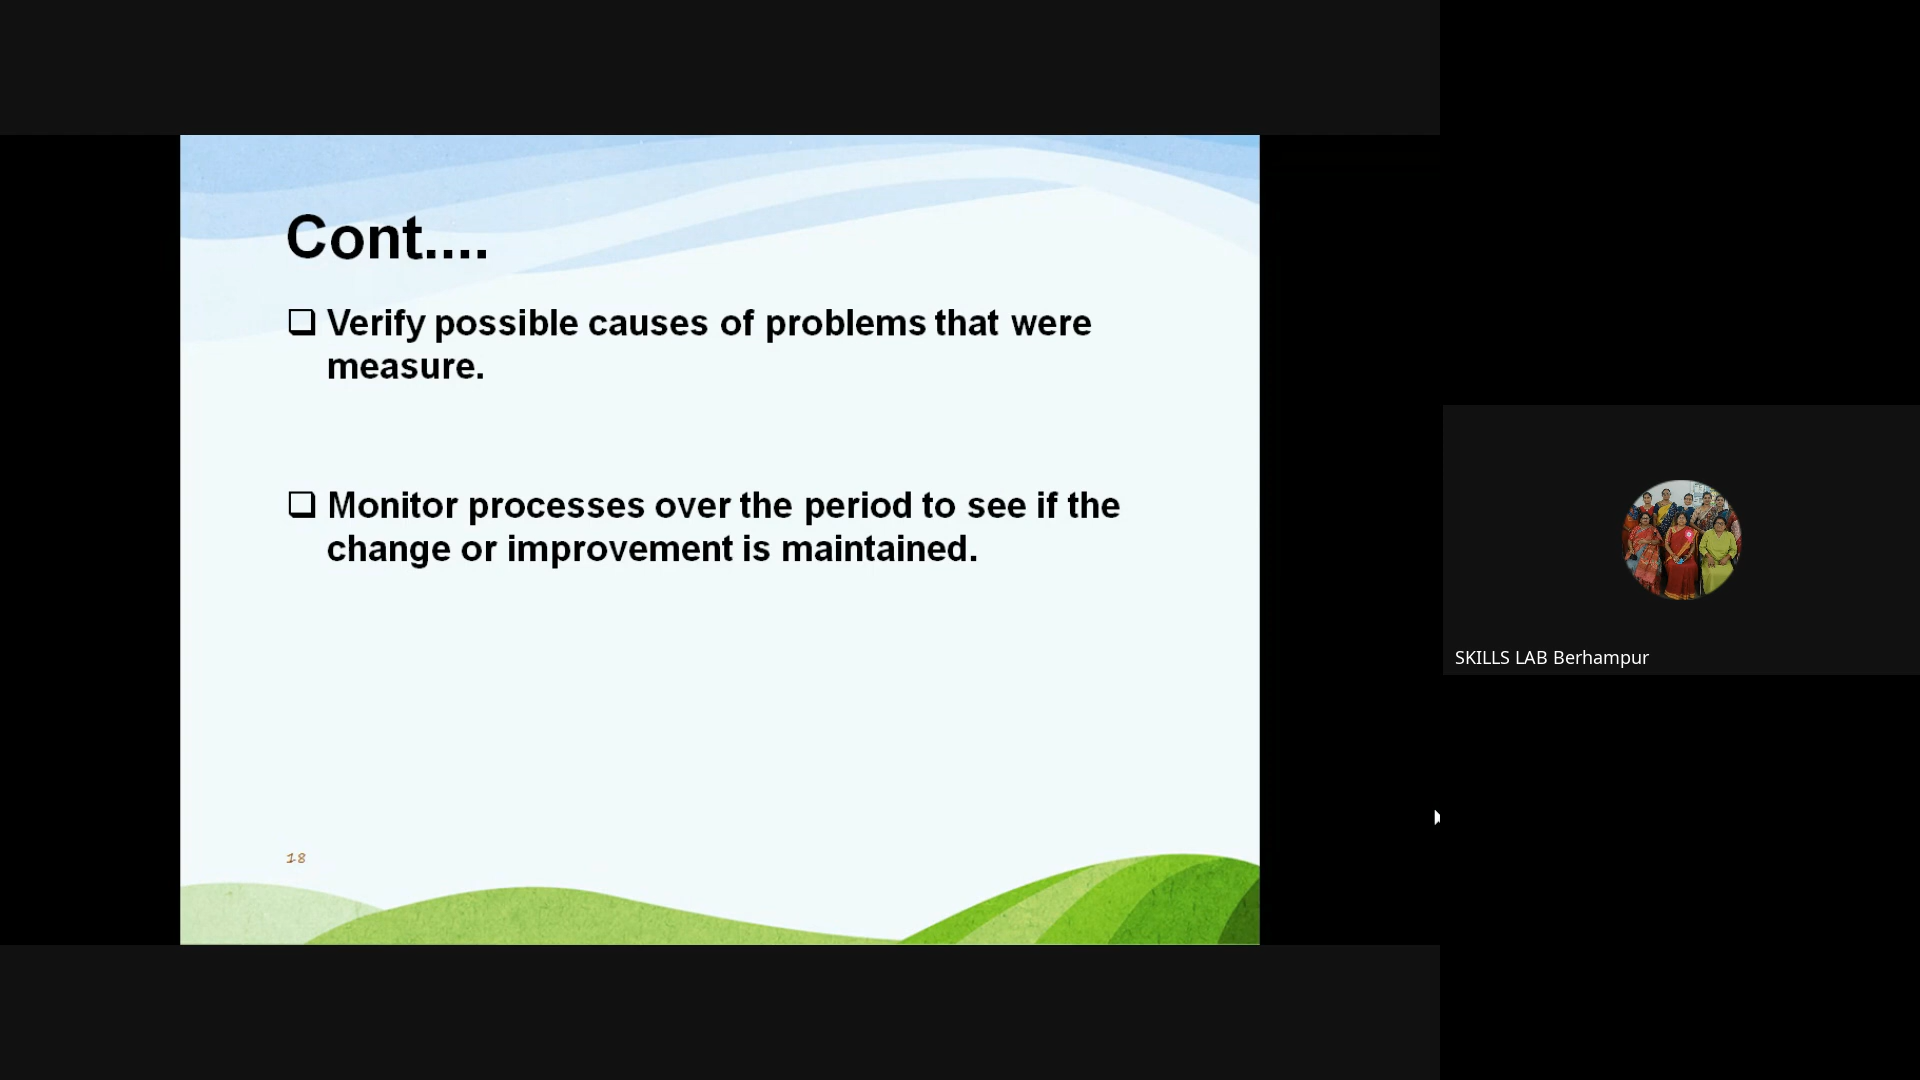 Cont....
❑ Verify possible causes of problems that were
measure.
❑ Monitor processes over the period to see if the
change or improvement is maintained.
18
SKILLS LAB Berhampur